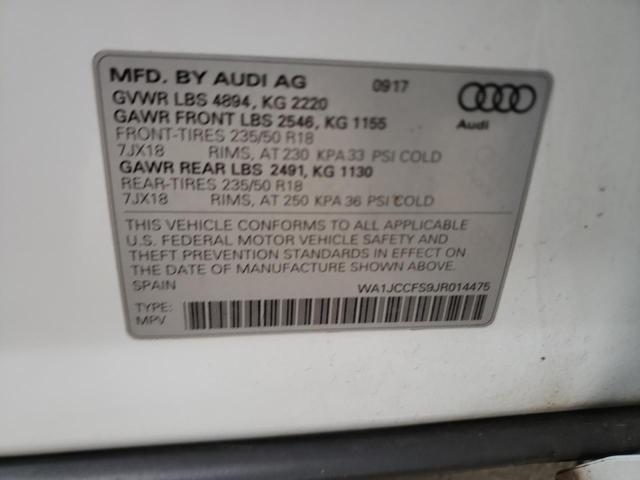 MFD. BY AUDI AG 0917
GVWR LBS 4894, KG 2220
GAWR FRONT LBS 2546, KG 1155
FRONT-TIRES 235/50 R18
7JX18 RIMS, AT 230 KPA 33 PSI COLD
GAWR REAR LBS 2491, KG 1130
REAR-TIRES 235/50 R18
7JX18 RIMS, AT 250 KPA 36 PSI COLD
Audi
THIS VEHICLE CONFORMS TO ALL APPLICABLE
U.S. FEDERAL MOTOR VEHICLE SAFETY AND
THEFT PREVENTION STANDARDS IN EFFECT ON
THE DATE OF MANUFACTURE SHOWN ABOVE.
SPAIN WA1JCCFS9JR014475
TYPE:
MPV